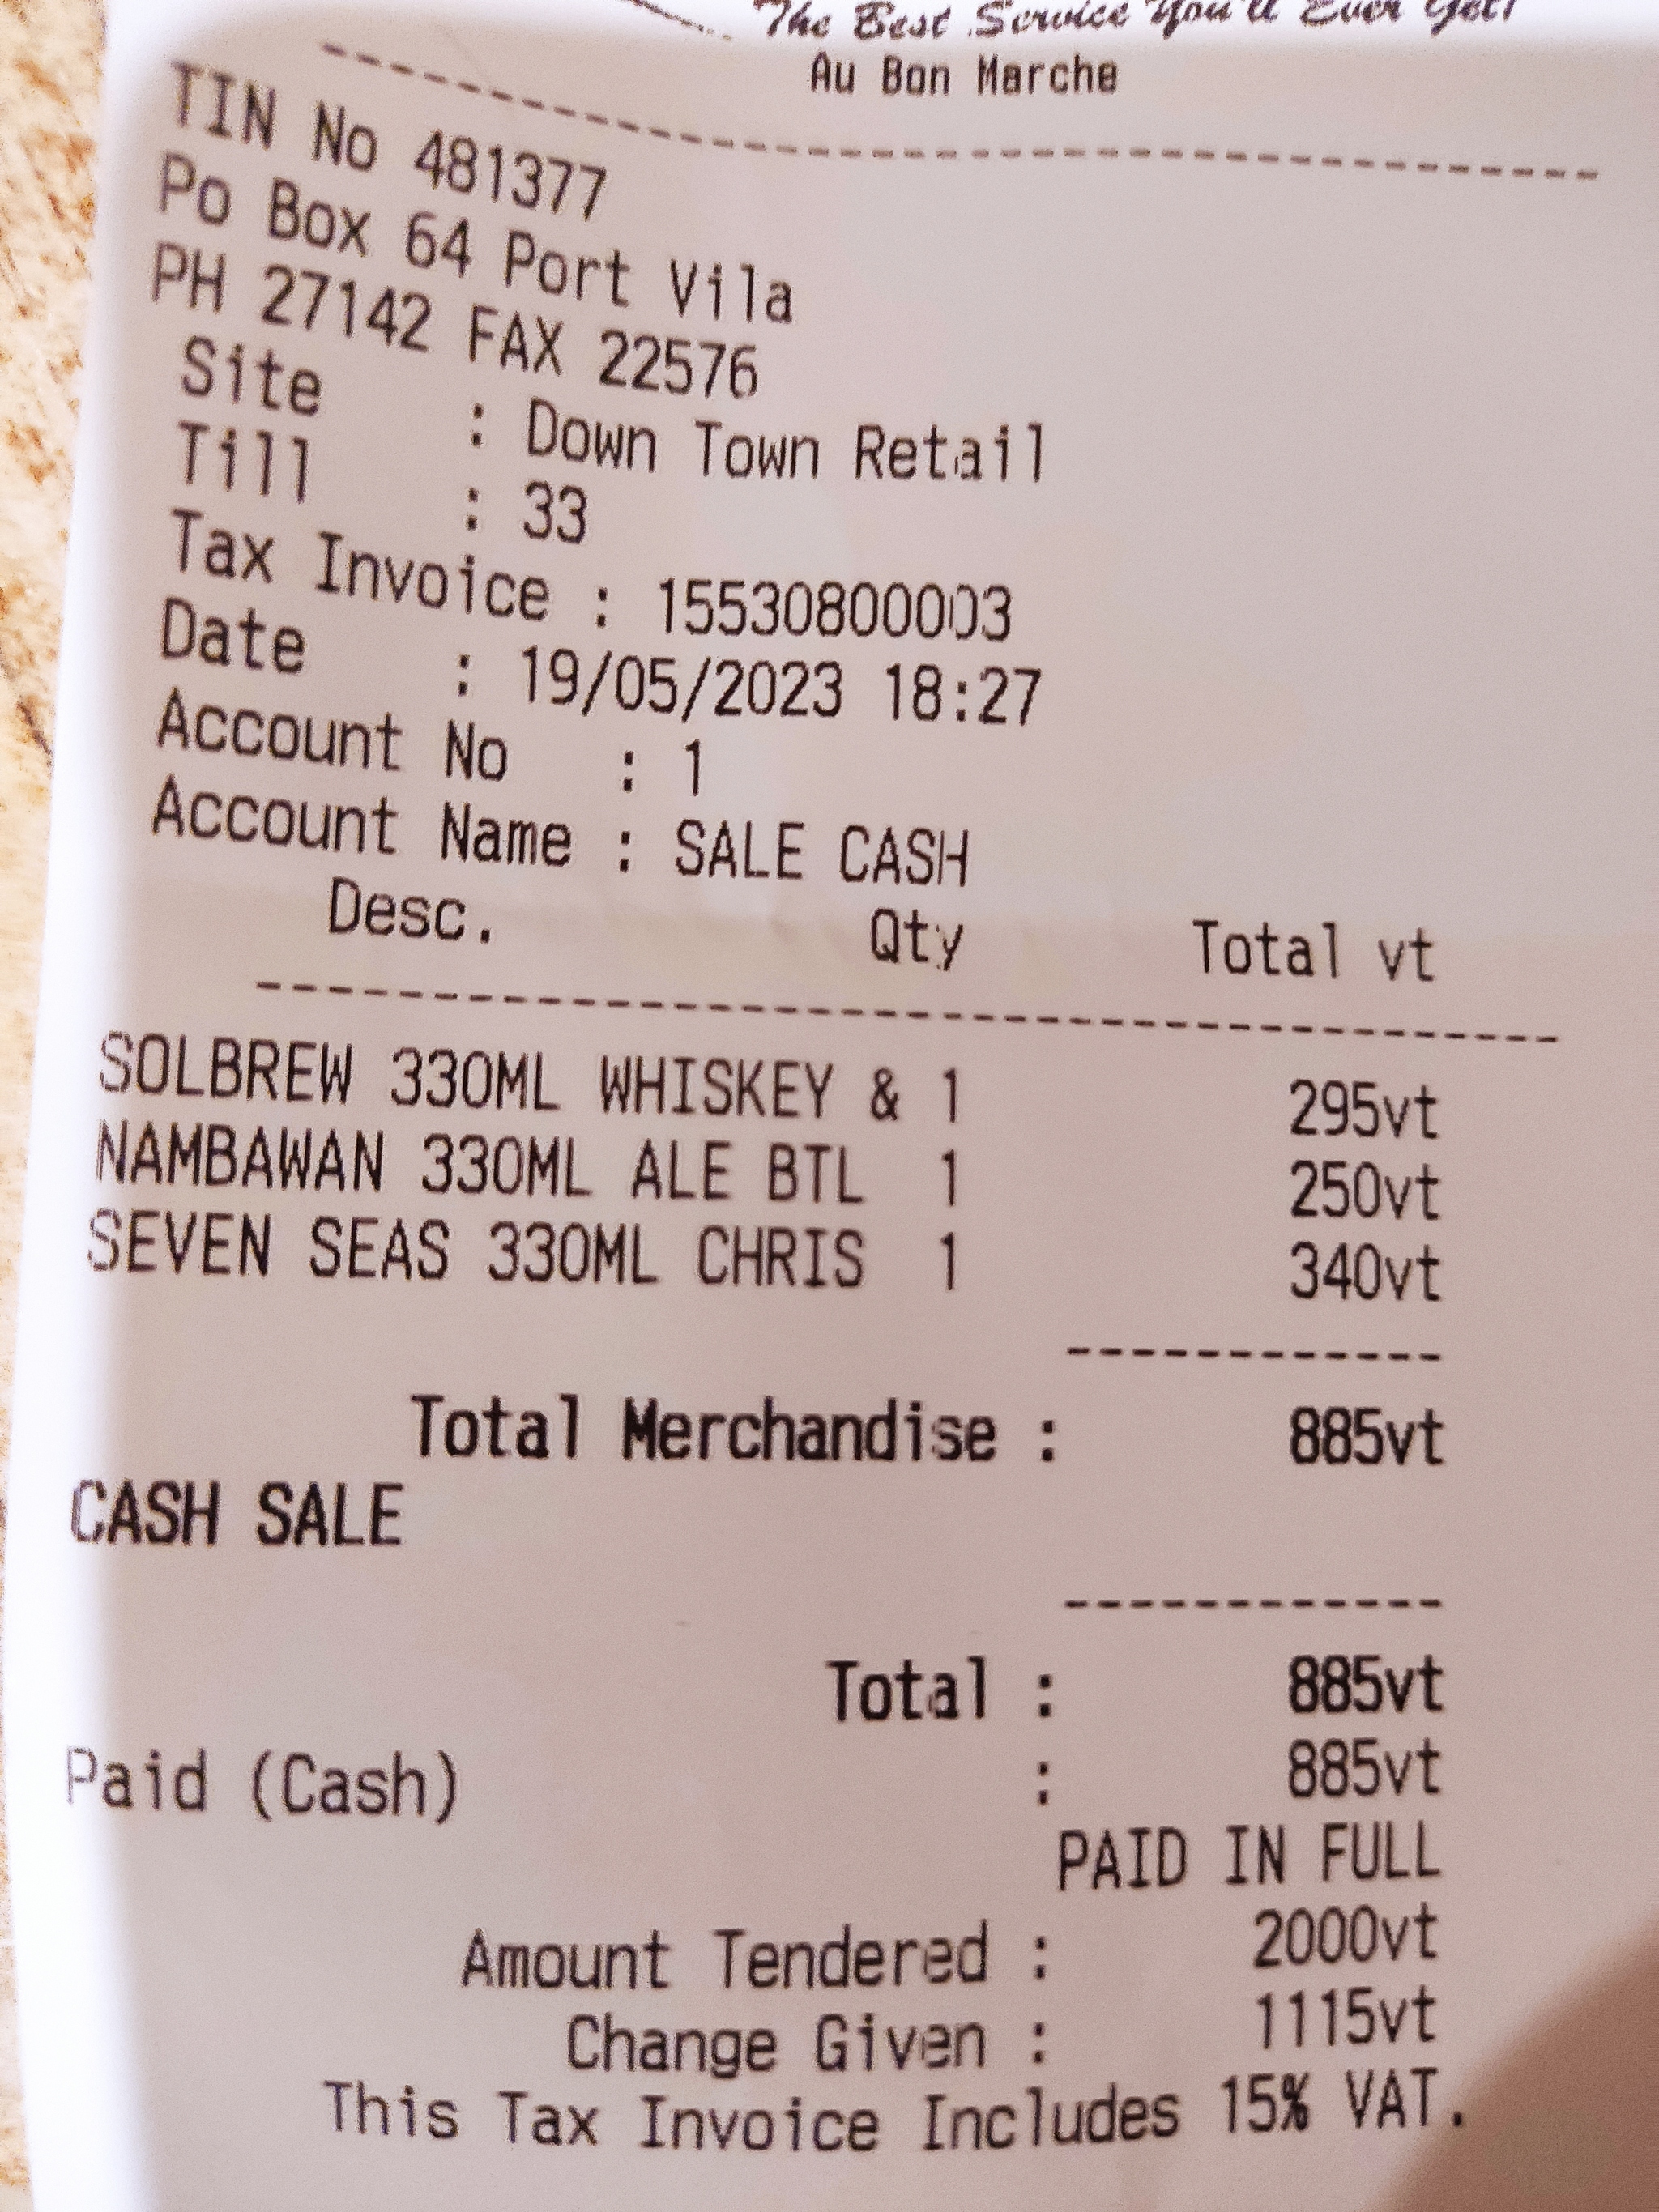 The Best Service You'll Ever Get!
Au Bon Marche
TIN No 481377
Po Box 64 Port Vila
PH 27142 FAX 22576
Site : Down Town Retail
Till : 33
Tax Invoice : 15530800003
Date : 19/05/2023 18:27
Account No : 1
Account Name : SALE CASH
Desc. Qty Total vt
SOLBREW 330ML WHISKEY & 1 295vt
NAMBAWAN 330ML ALE BTL 1 250vt
SEVEN SEAS 330ML CHRIS 1 340vt
Total Merchandise : 885vt
CASH SALE
Total : 885vt
Paid (Cash) : 885vt
PAID IN FULL
Amount Tendered : 2000vt
Change Given : 1115vt
This Tax Invoice Includes 15% VAT.